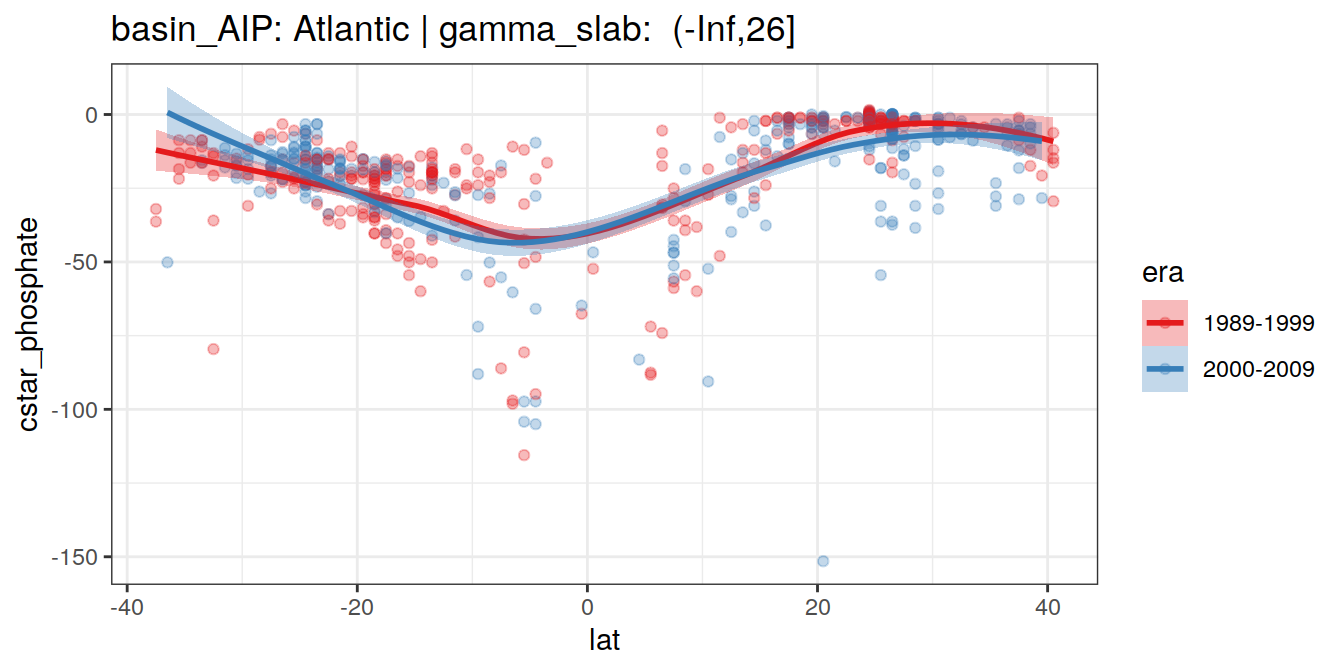 basin_AIP: Atlantic | gamma_slab:  (-Inf,26]
cstar_phosphate
0
-50
-100
-150
-40
-20
0
20
40
lat
era
1989-1999
2000-2009